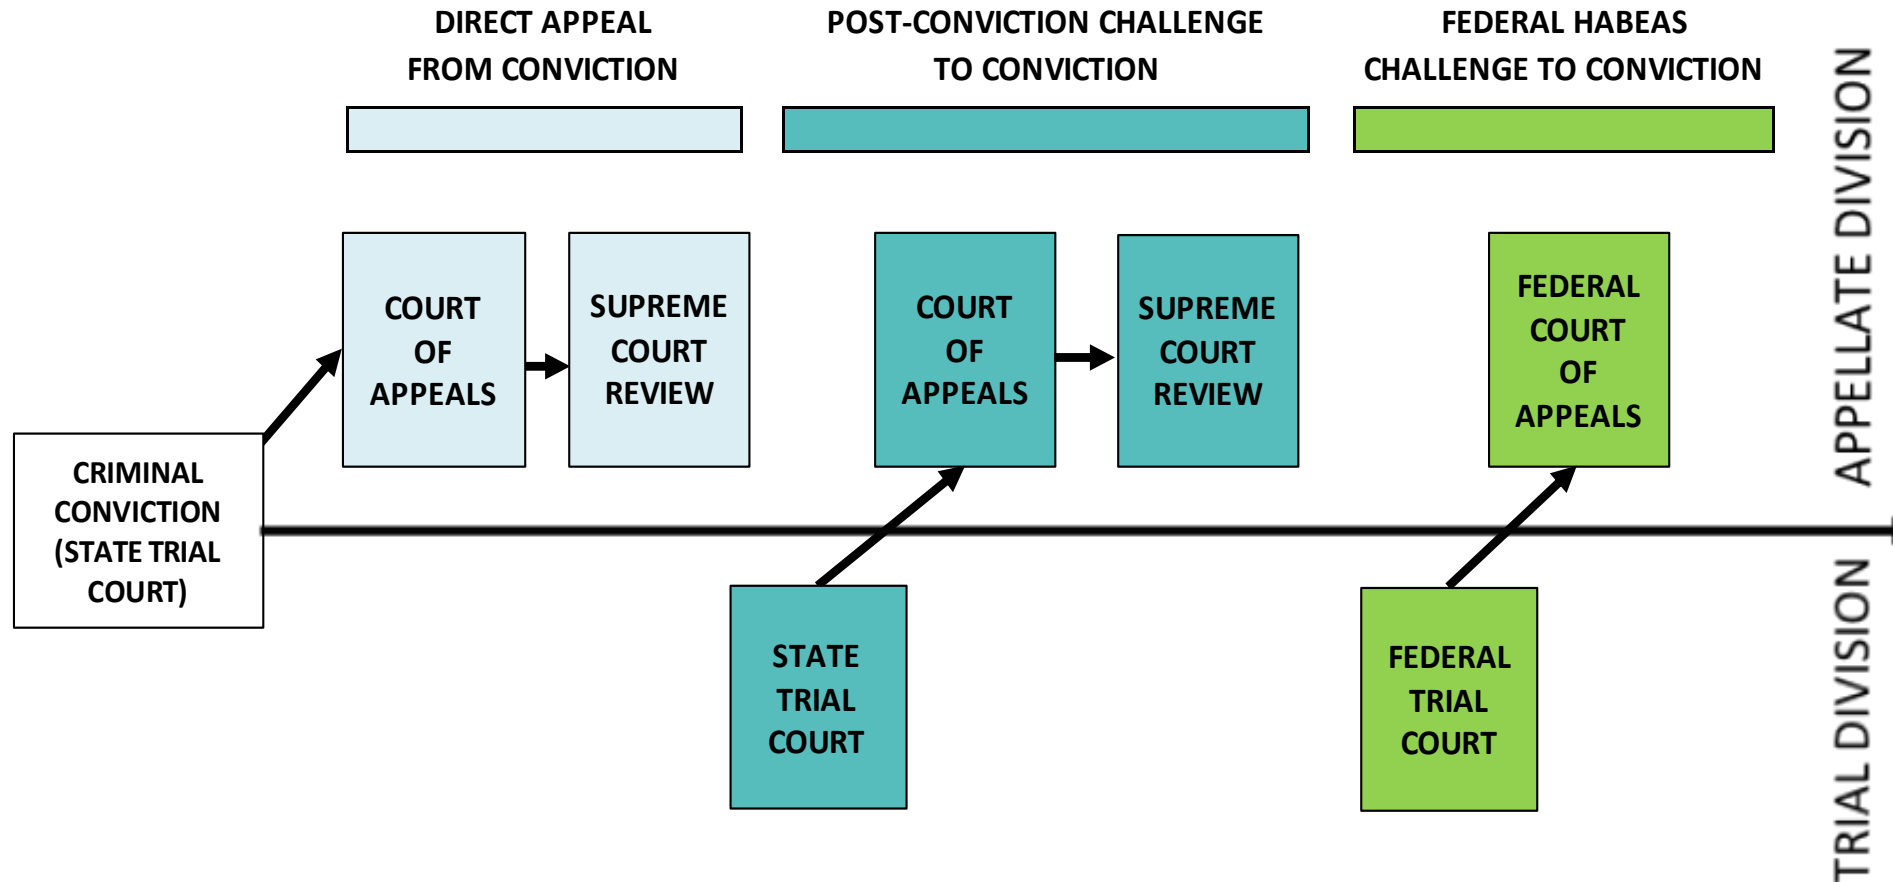 DIRECT APPEAL
FROM CONVICTION
POST-CONVICTION CHALLENGE
TO CONVICTION
FEDERAL HABEAS
CHALLENGE TO CONVICTION
COURT
OF
APPEALS
SUPREME
COURT
REVIEW
COURT
OF
APPEALS
SUPREME
COURT
REVIEW
FEDERAL
COURT
OF
APPEALS
APPELLATE DIVISION
CRIMINAL
CONVICTION
(STATE TRIAL
COURT)
STATE
TRIAL
COURT
FEDERAL
TRIAL
COURT
TRIAL DIVISION